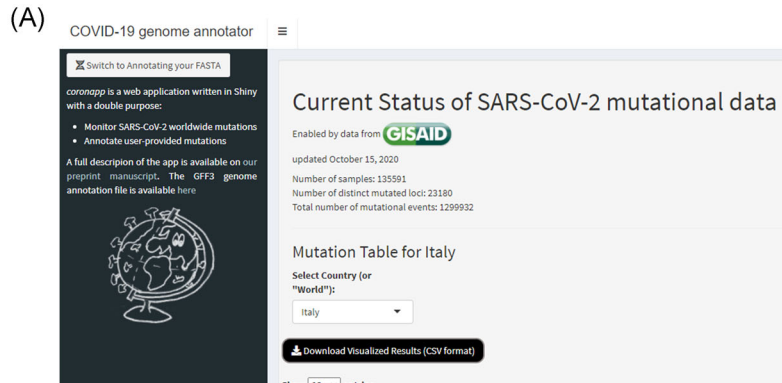 (A)
COVID-19 genome annotator
Switch to Annotating your FASTA
coronapp is a web application written in Shiny
with a double purpose:
• Monitor SARS-CoV-2 worldwide mutations
• Annotate user-provided mutations
A full descripion of the app is available on our
preprint manuscript. The GFF3 genome
annotation file is available here
Current Status of SARS-CoV-2 mutational data
Enabled by data from GISAID
updated October 15, 2020
Number of samples: 135591
Number of distinct mutated loci: 23180
Total number of mutational events: 1299932
Mutation Table for Italy
Select Country (or
"World"):
Italy
Download Visualized Results (CSV format)